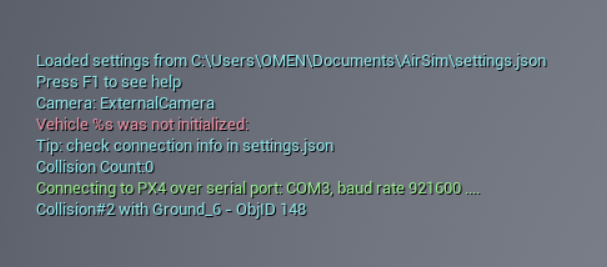 Loaded settings from C:\Users\OMEN\Documents\AirSim\settings.json
Press F1 to see help
Camera: ExternalCamera
Vehicle %s was not initialized:
Tip: check connection info in settings.json
Collision Count:0
Connecting to PX4 over serial port: COM3, baud rate 921600 ....
Collision#2 with Ground_6 - ObjID 148